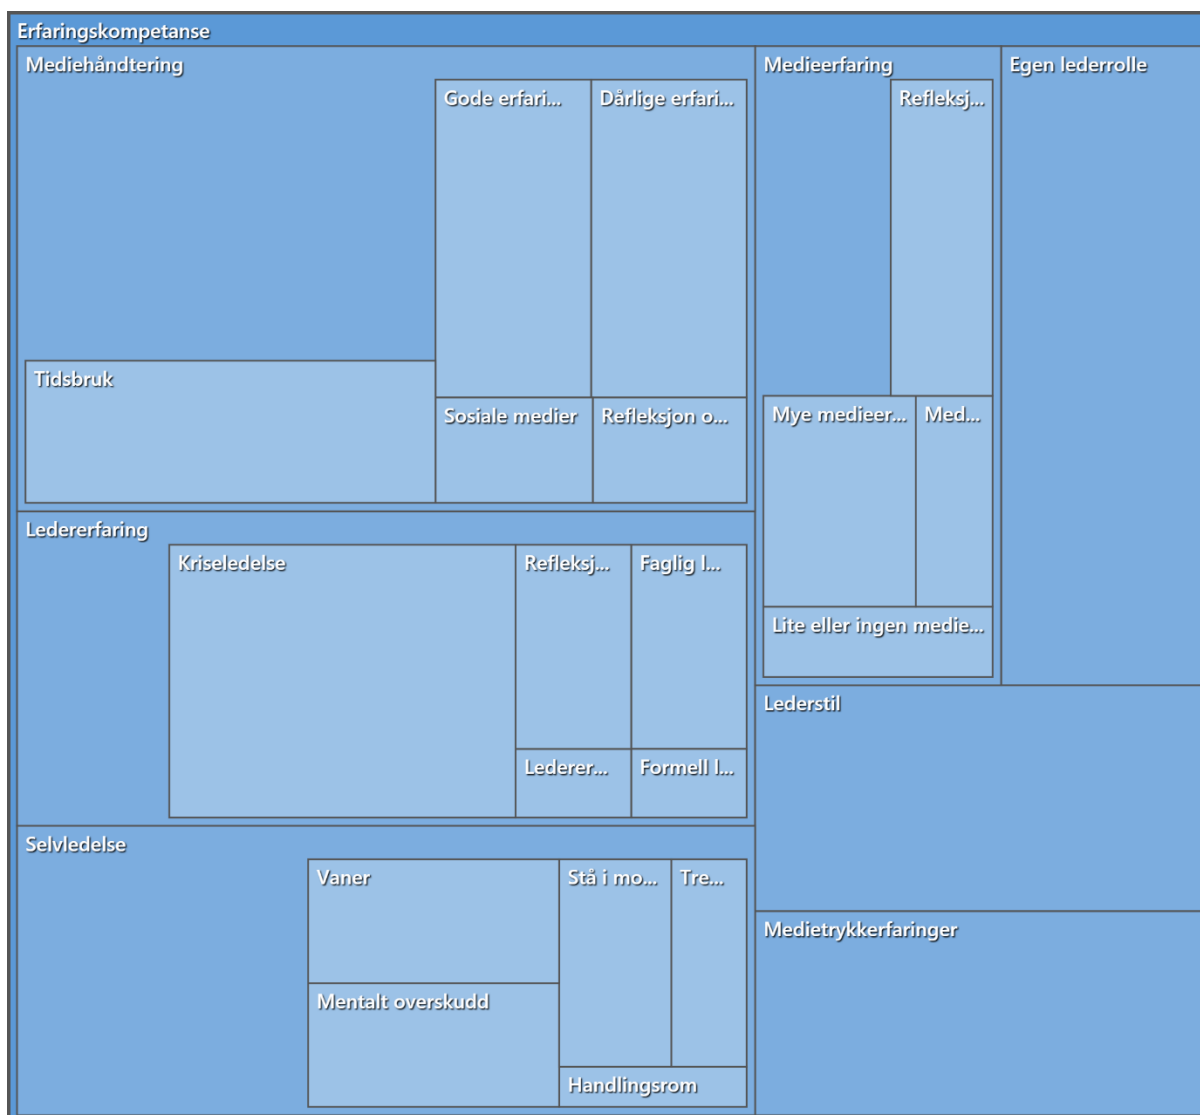 Erfaringskompetanse
Mediehåndtering
Gode erfari...
Dårlige erfari...
Tidsbruk
Sosiale medier
Refleksjon o...
Medieerfaring
Refleksj...
Mye medieer...
Med...
Lite eller ingen medie...
Egen lederrolle
Ledererfaring
Kriseledelse
Refleksj...
Faglig l...
Lederer...
Formell l...
Lederstil
Selvledelse
Vaner
Stå i mo...
Tre...
Mentalt overskudd
Handlingsrom
Medietrykkerfaringer